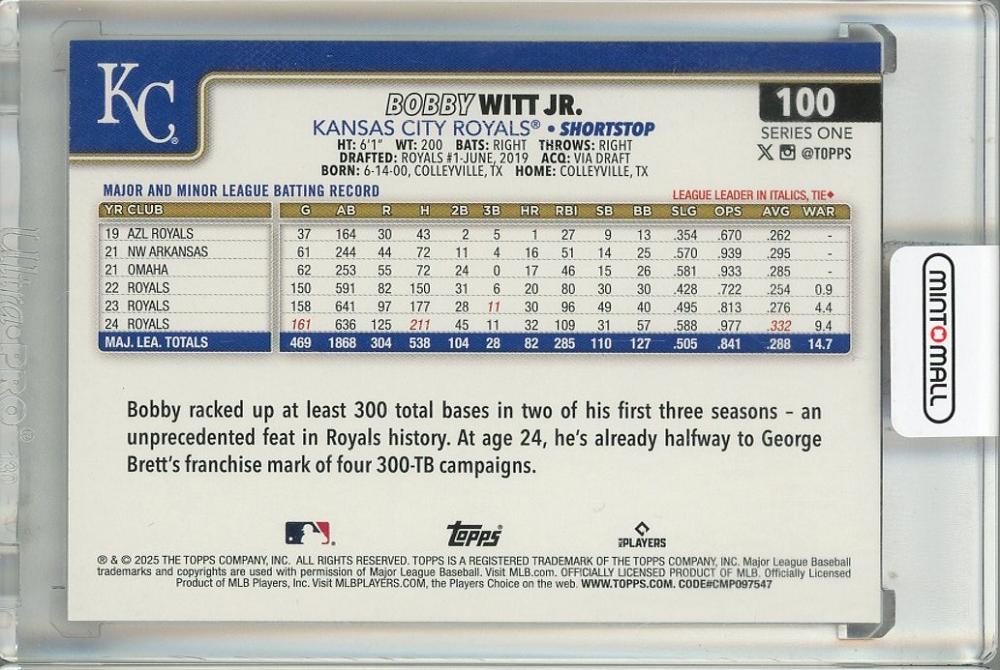 KC
BOBBY WITT JR.
100
KANSAS CITY ROYALS® • SHORTSTOP
SERIES ONE
HT: 6'1" WT: 200 BATS: RIGHT THROWS: RIGHT
@TOPPS
DRAFTED: ROYALS #1-JUNE, 2019 ACQ: VIA DRAFT
BORN: 6-14-00, COLLEYVILLE, TX HOME: COLLEYVILLE, TX
MAJOR AND MINOR LEAGUE BATTING RECORD
LEAGUE LEADER IN ITALICS, TIE♦
YR CLUB G AB R H 2B 3B HR RBI SB BB SLG OPS AVG WAR
19 AZL ROYALS 37 164 30 43 2 5 1 27 9 13 .354 .670 .262 -
21 NW ARKANSAS 61 244 44 72 11 4 16 51 14 25 .570 .939 .295 -
21 OMAHA 62 253 55 72 24 0 17 46 15 26 .581 .933 .285 -
22 ROYALS 150 591 82 150 31 6 20 80 30 30 .428 .722 .254 0.9
23 ROYALS 158 641 97 177 28 11 30 96 49 40 .495 .813 .276 4.4
24 ROYALS 161 636 125 211 45 11 32 109 31 57 .588 .977 .332 9.4
MAJ. LEA. TOTALS 469 1868 304 538 104 28 82 285 110 127 .505 .841 .288 14.7
Bobby racked up at least 300 total bases in two of his first three seasons – an
unprecedented feat in Royals history. At age 24, he's already halfway to George
Brett's franchise mark of four 300-TB campaigns.
Topps
PLAYERS
® & © 2025 THE TOPPS COMPANY, INC. ALL RIGHTS RESERVED. TOPPS IS A REGISTERED TRADEMARK OF THE TOPPS COMPANY, INC. Major League Baseball
trademarks and copyrights are used with permission of Major League Baseball. Visit MLB.com. OFFICIALLY LICENSED PRODUCT OF MLB. Officially Licensed
Product of MLB Players, Inc. Visit MLBPLAYERS.COM, the Players Choice on the web. WWW.TOPPS.COM. CODE#CMP097547
MINTOMALL
Ultra PRO®